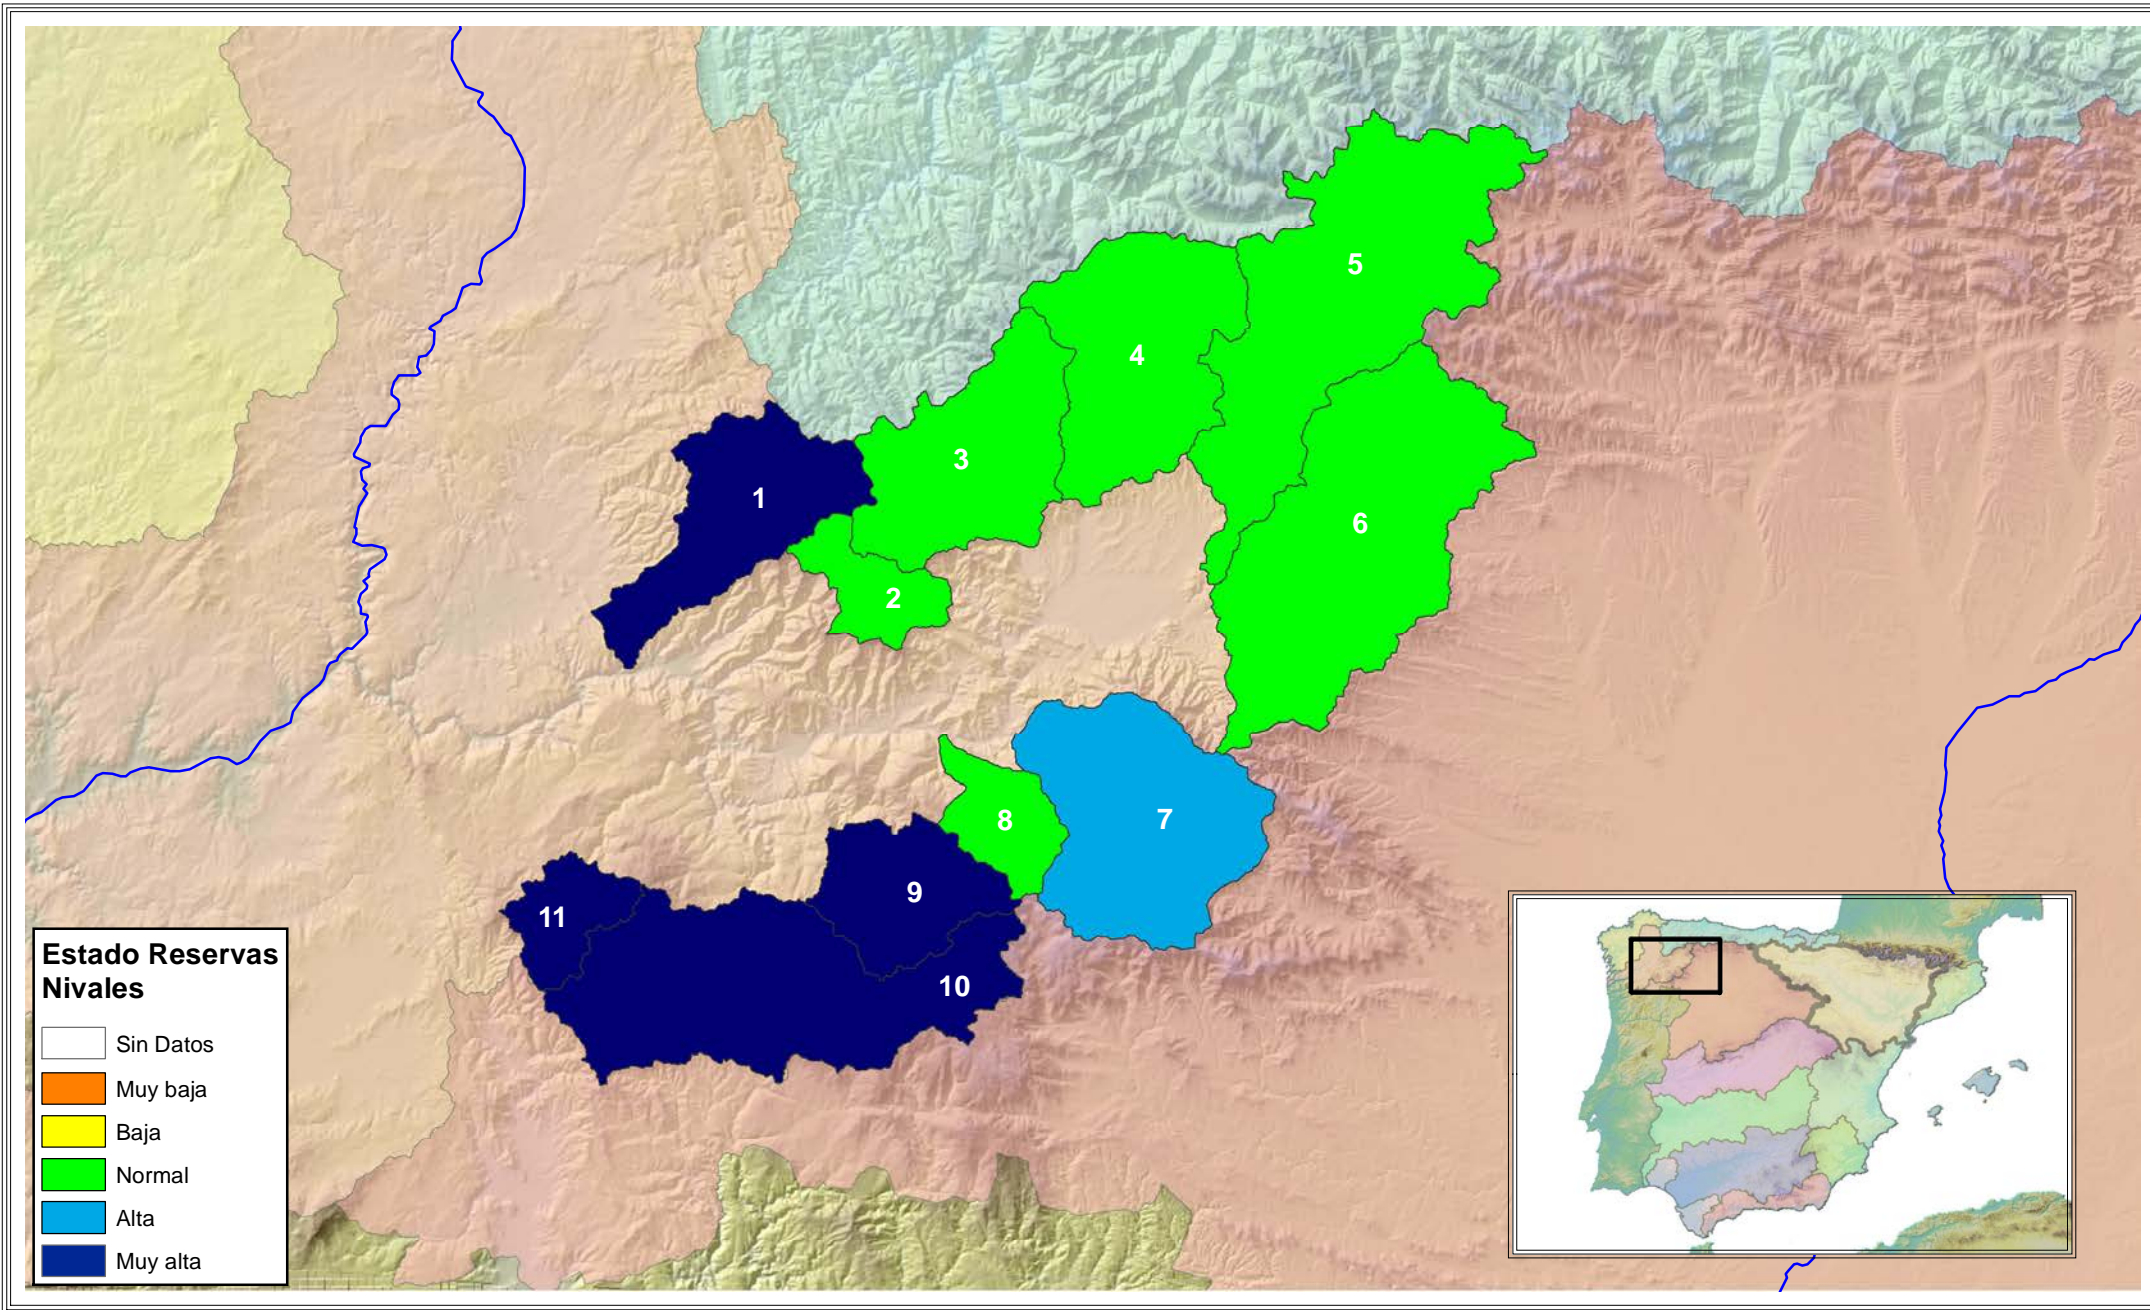 5
4
3
1
6
2
7
8
9
11
10
Estado Reservas
Nivales
Sin Datos
Muy baja
Baja
Normal
Alta
Muy alta